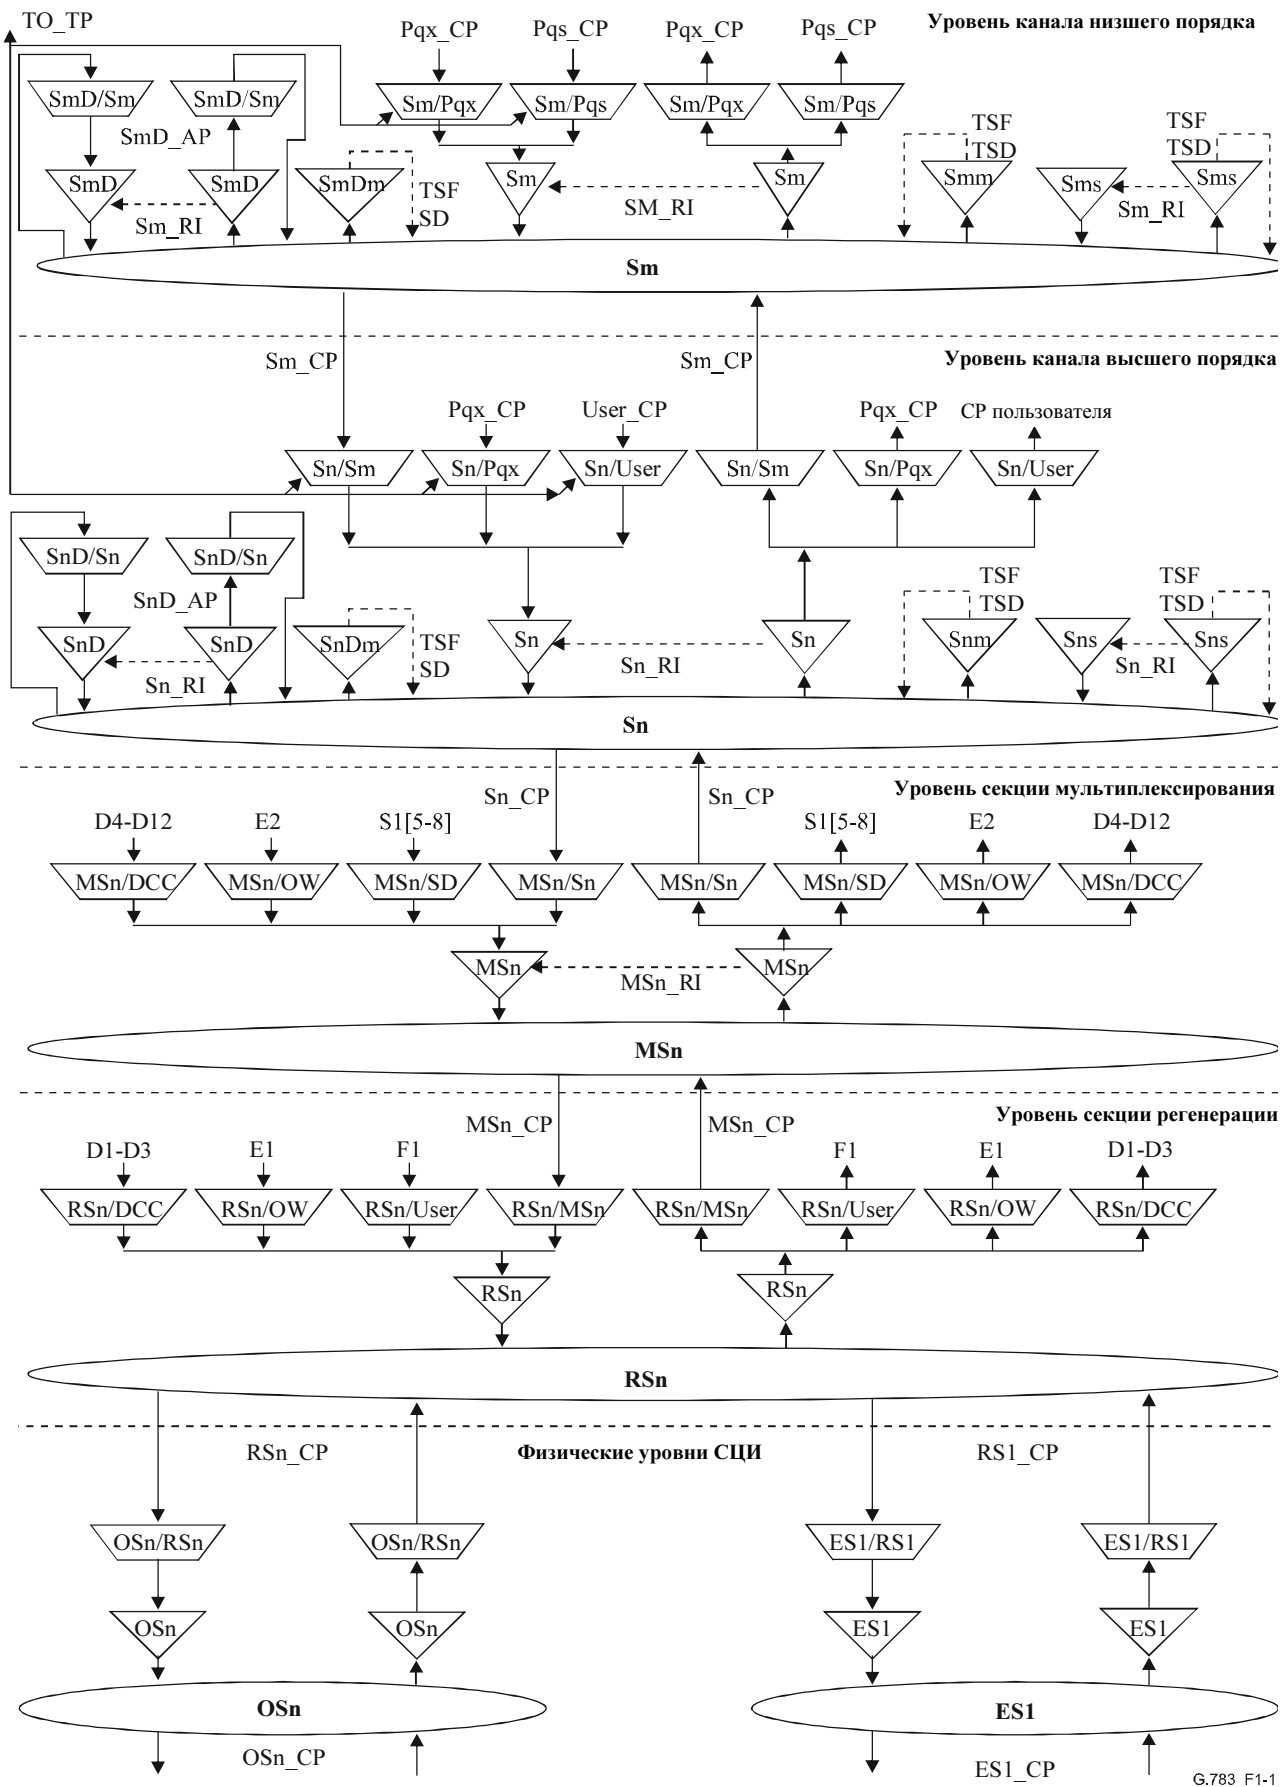 TO_TP Pqx_CP Pqs_CP Pqx_CP Pqs_CP Уровень канала низшего порядка
SmD/Sm SmD/Sm Sm/Pqx Sm/Pqs Sm/Pqx Sm/Pqs
TSF TSF
SmD_AP TSD TSD
SmD SmD SmDm TSF Sm Sm Smm Sms Sms
Sm_RI SD SM_RI Sm_RI
Sm
Sm_CP Sm_CP Уровень канала высшего порядка
Pqx_CP User_CP Pqx_CP СР пользователя
Sn/Sm Sn/Pqx Sn/User Sn/Sm Sn/Pqx Sn/User
SnD/Sn SnD/Sn
TSF TSF
SnD_AP TSD TSD
SnD SnD SnDm TSF Sn Sn Snm Sns Sns
Sn_RI SD Sn_RI Sn_RI
Sn
Уровень секции мультиплексирования
Sn_CP Sn_CP
D4-D12 E2 S1[5-8] S1[5-8] E2 D4-D12
MSn/DCC MSn/OW MSn/SD MSn/Sn MSn/Sn MSn/SD MSn/OW MSn/DCC
MSn MSn
MSn_RI
MSn
Уровень секции регенерации
MSn_CP MSn_CP
D1-D3 E1 F1 F1 E1 D1-D3
RSn/DCC RSn/OW RSn/User RSn/MSn RSn/MSn RSn/User RSn/OW RSn/DCC
RSn RSn
RSn
RSn_CP Физические уровни СЦИ RS1_CP
OSn/RSn OSn/RSn ES1/RS1 ES1/RS1
OSn OSn ES1 ES1
OSn ES1
OSn_CP ES1_CP
G.783_F1-1